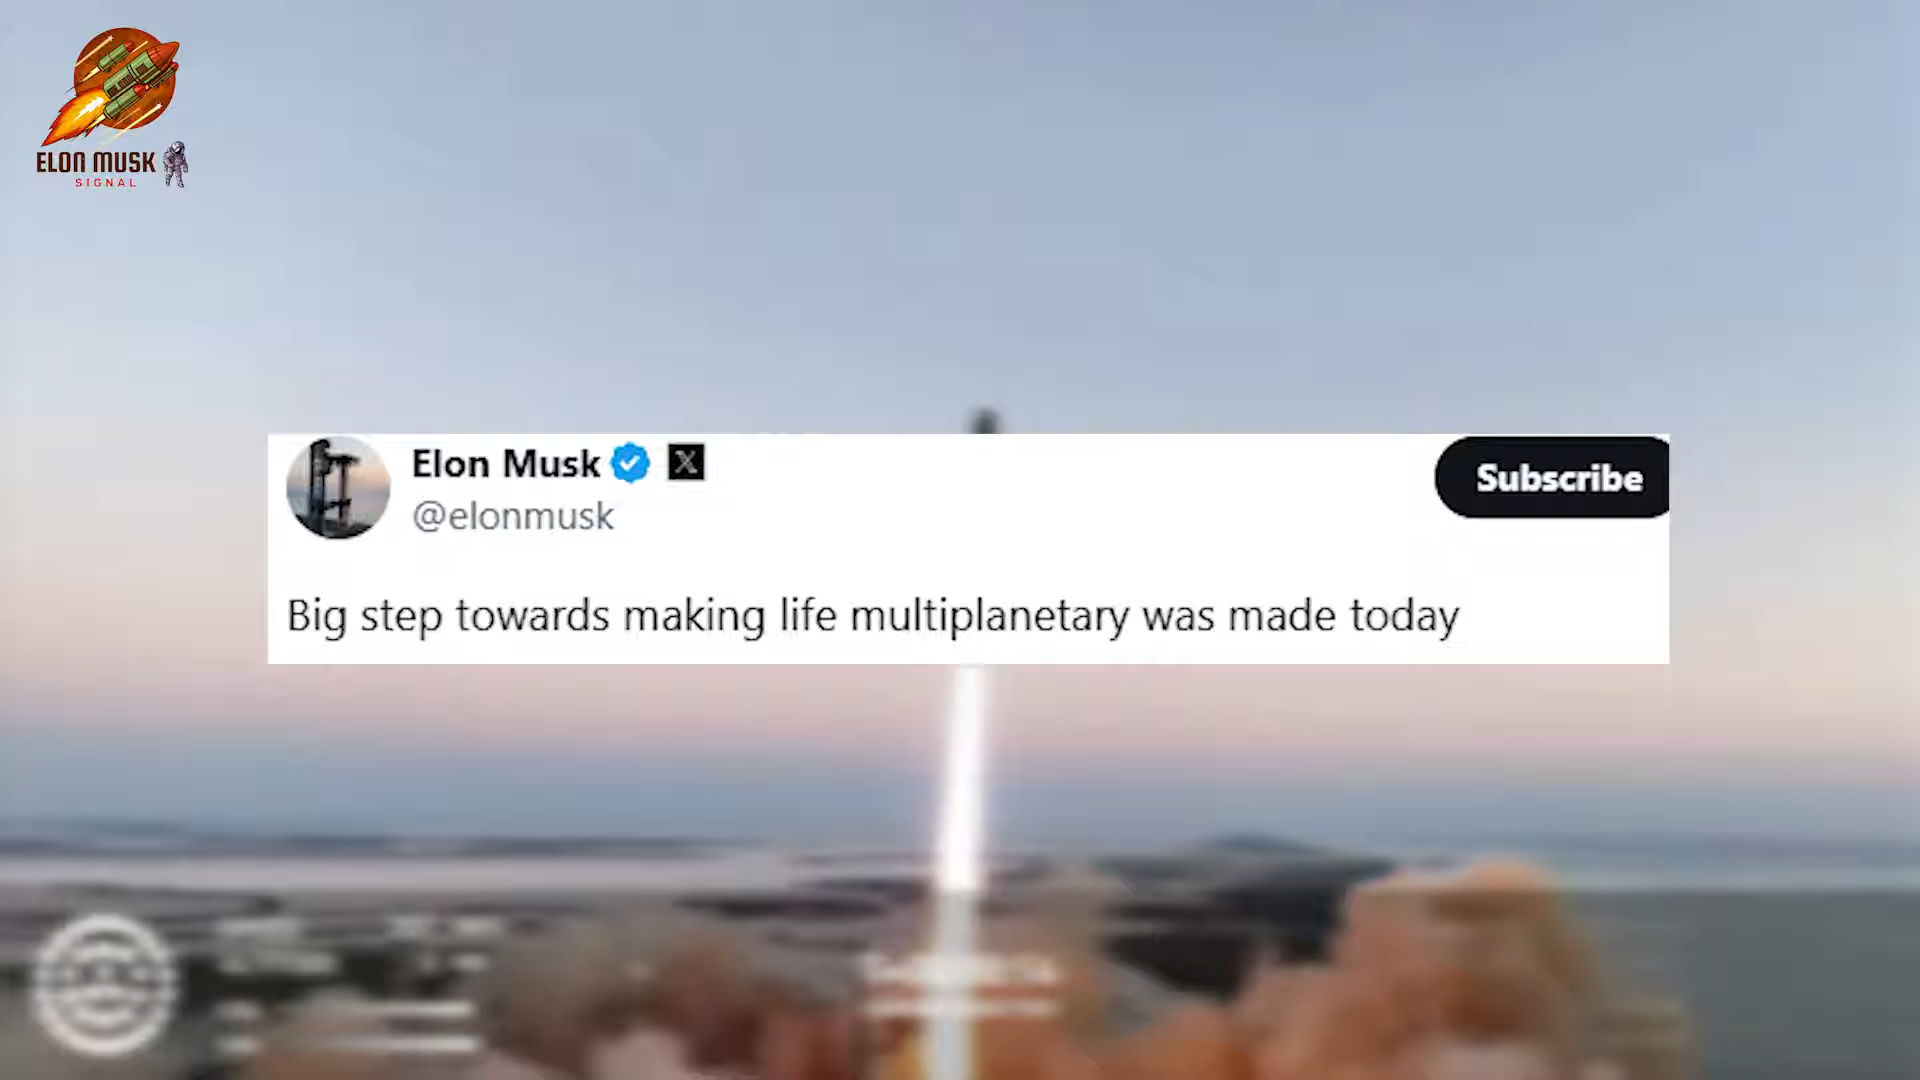 ELON MUSK
SIGNAL
Elon Musk
@elonmusk
Subscribe
Big step towards making life multiplanetary was made today